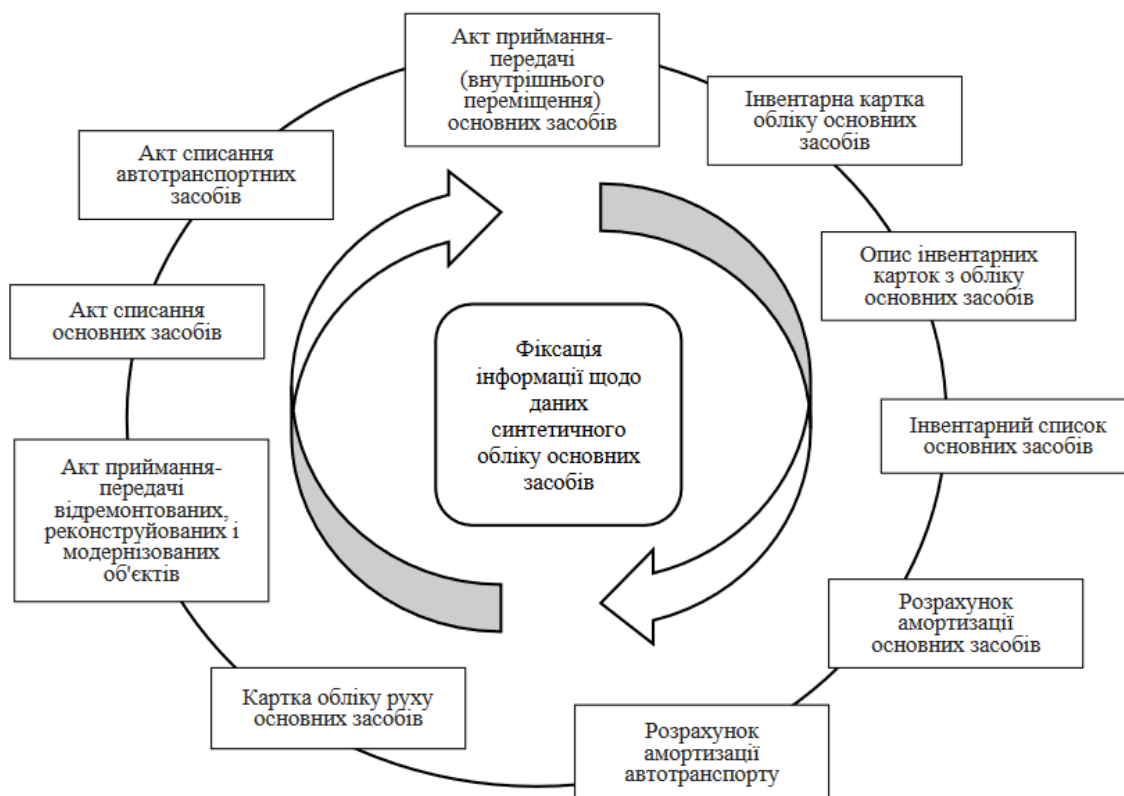 Акт приймання-
передачі
(внутрішнього
переміщення)
основних засобів
Інвентарна картка
обліку основних
засобів
Опис інвентарних
карток з обліку
основних засобів
Інвентарний список
основних засобів
Розрахунок
амортизації
основних засобів
Розрахунок
амортизації
автотранспорту
Картка обліку руху
основних засобів
Акт приймання-
передачі
відремонтованих,
реконструйованих і
модернізованих
об'єктів
Акт списання
основних засобів
Акт списання
автотранспортних
засобів
Фіксація
інформації щодо
даних
синтетичного
обліку основних
засобів